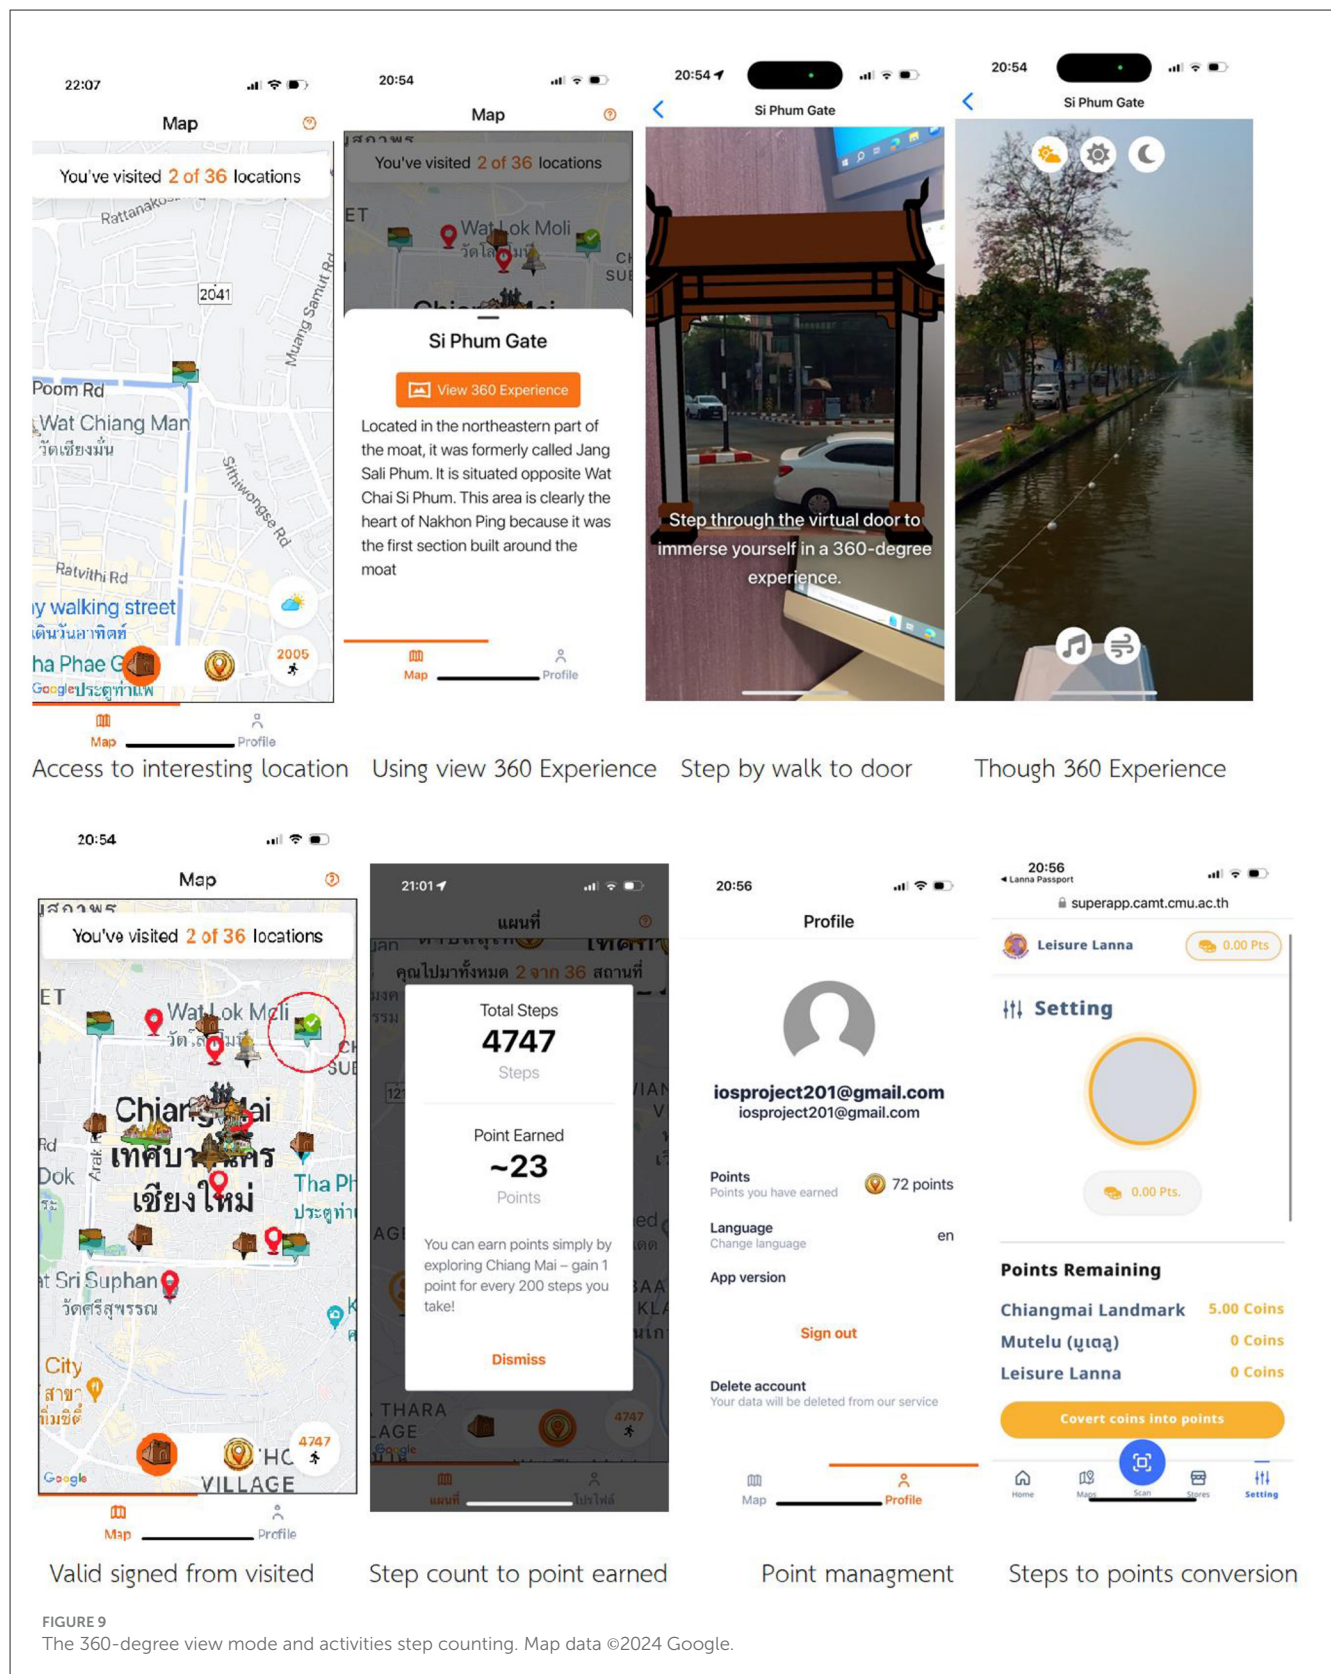 22:07
Map
You've visited 2 of 36 locations
2041
Muang Samut Rd
Poom Rd
Wat Chiang Man
วัดเชียงมั่น
Sithiwongse Rd
Ratvithi Rd
y walking street
เดินวันอาทิตย์
ha Phae G
ประตูท่าแพ
Google
2005
Map
Profile
Access to interesting location
20:54
Map
You've visited 2 of 36 locations
ET
Wat Lok Moli
Si Phum Gate
View 360 Experience
Located in the northeastern part of
the moat, it was formerly called Jang
Sali Phum. It is situated opposite Wat
Chai Si Phum. This area is clearly the
heart of Nakhon Ping because it was
the first section built around the
moat
Map
Profile
Using view 360 Experience
20:54
Si Phum Gate
Step through the virtual door to
immerse yourself in a 360-degree
experience.
Step by walk to door
20:54
Si Phum Gate
Though 360 Experience
20:54
Map
You've visited 2 of 36 locations
ET
Wat Lok Moli
SUE
Chiang Mai
เชียงใหม่
Rd
Dok
Arak
Tha Ph
ประตูท่า
at Sri Suphan
วัดศรีสุพรรณ
City
สาขา
VILLAGE
Google
4747
Map
Profile
Valid signed from visited
21:01
แผนที่
คุณไปมาทั้งหมด 2 จาก 36 สถานที่
Total Steps
4747
Steps
Point Earned
~23
Points
You can earn points simply by
exploring Chiang Mai – gain 1
point for every 200 steps you
take!
Dismiss
THARA
LAGE
Google
4747
แผนที่
โปรไฟล์
Step count to point earned
20:56
Profile
iosproject201@gmail.com
iosproject201@gmail.com
Points
Points you have earned
72 points
Language
Change language
en
App version
Sign out
Delete account
Your data will be deleted from our service
Map
Profile
Point managment
20:56
Lanna Passport
superapp.camt.cmu.ac.th
Leisure Lanna
0.00 Pts
Setting
0.00 Pts.
Points Remaining
Chiangmai Landmark 5.00 Coins
Mutelu (มูเตลู) 0 Coins
Leisure Lanna 0 Coins
Covert coins into points
Home
Maps
Scan
Stores
Setting
Steps to points conversion
FIGURE 9
The 360-degree view mode and activities step counting. Map data ©2024 Google.